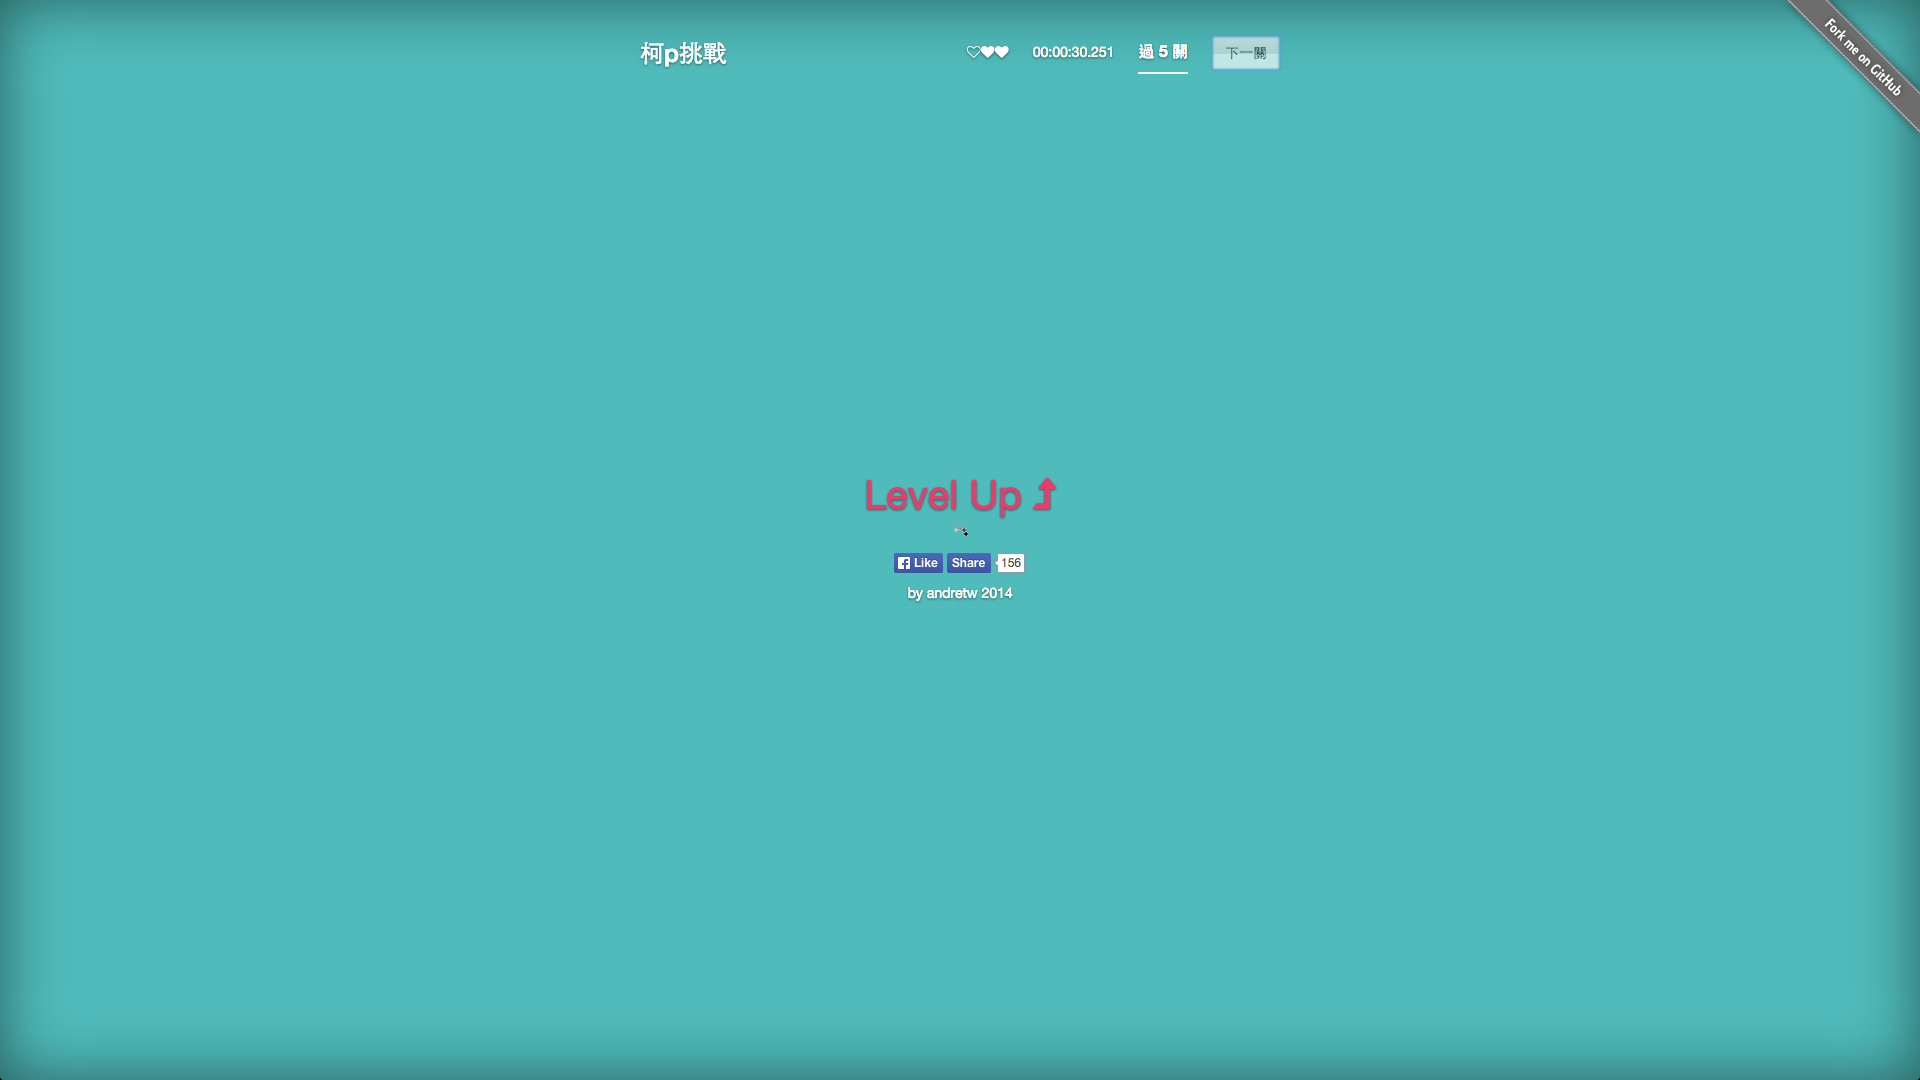 柯p挑戰
00:00:30.251
過 5 關
下一關
Fork me on GitHub
Level Up
Like
Share
156
by andretw 2014